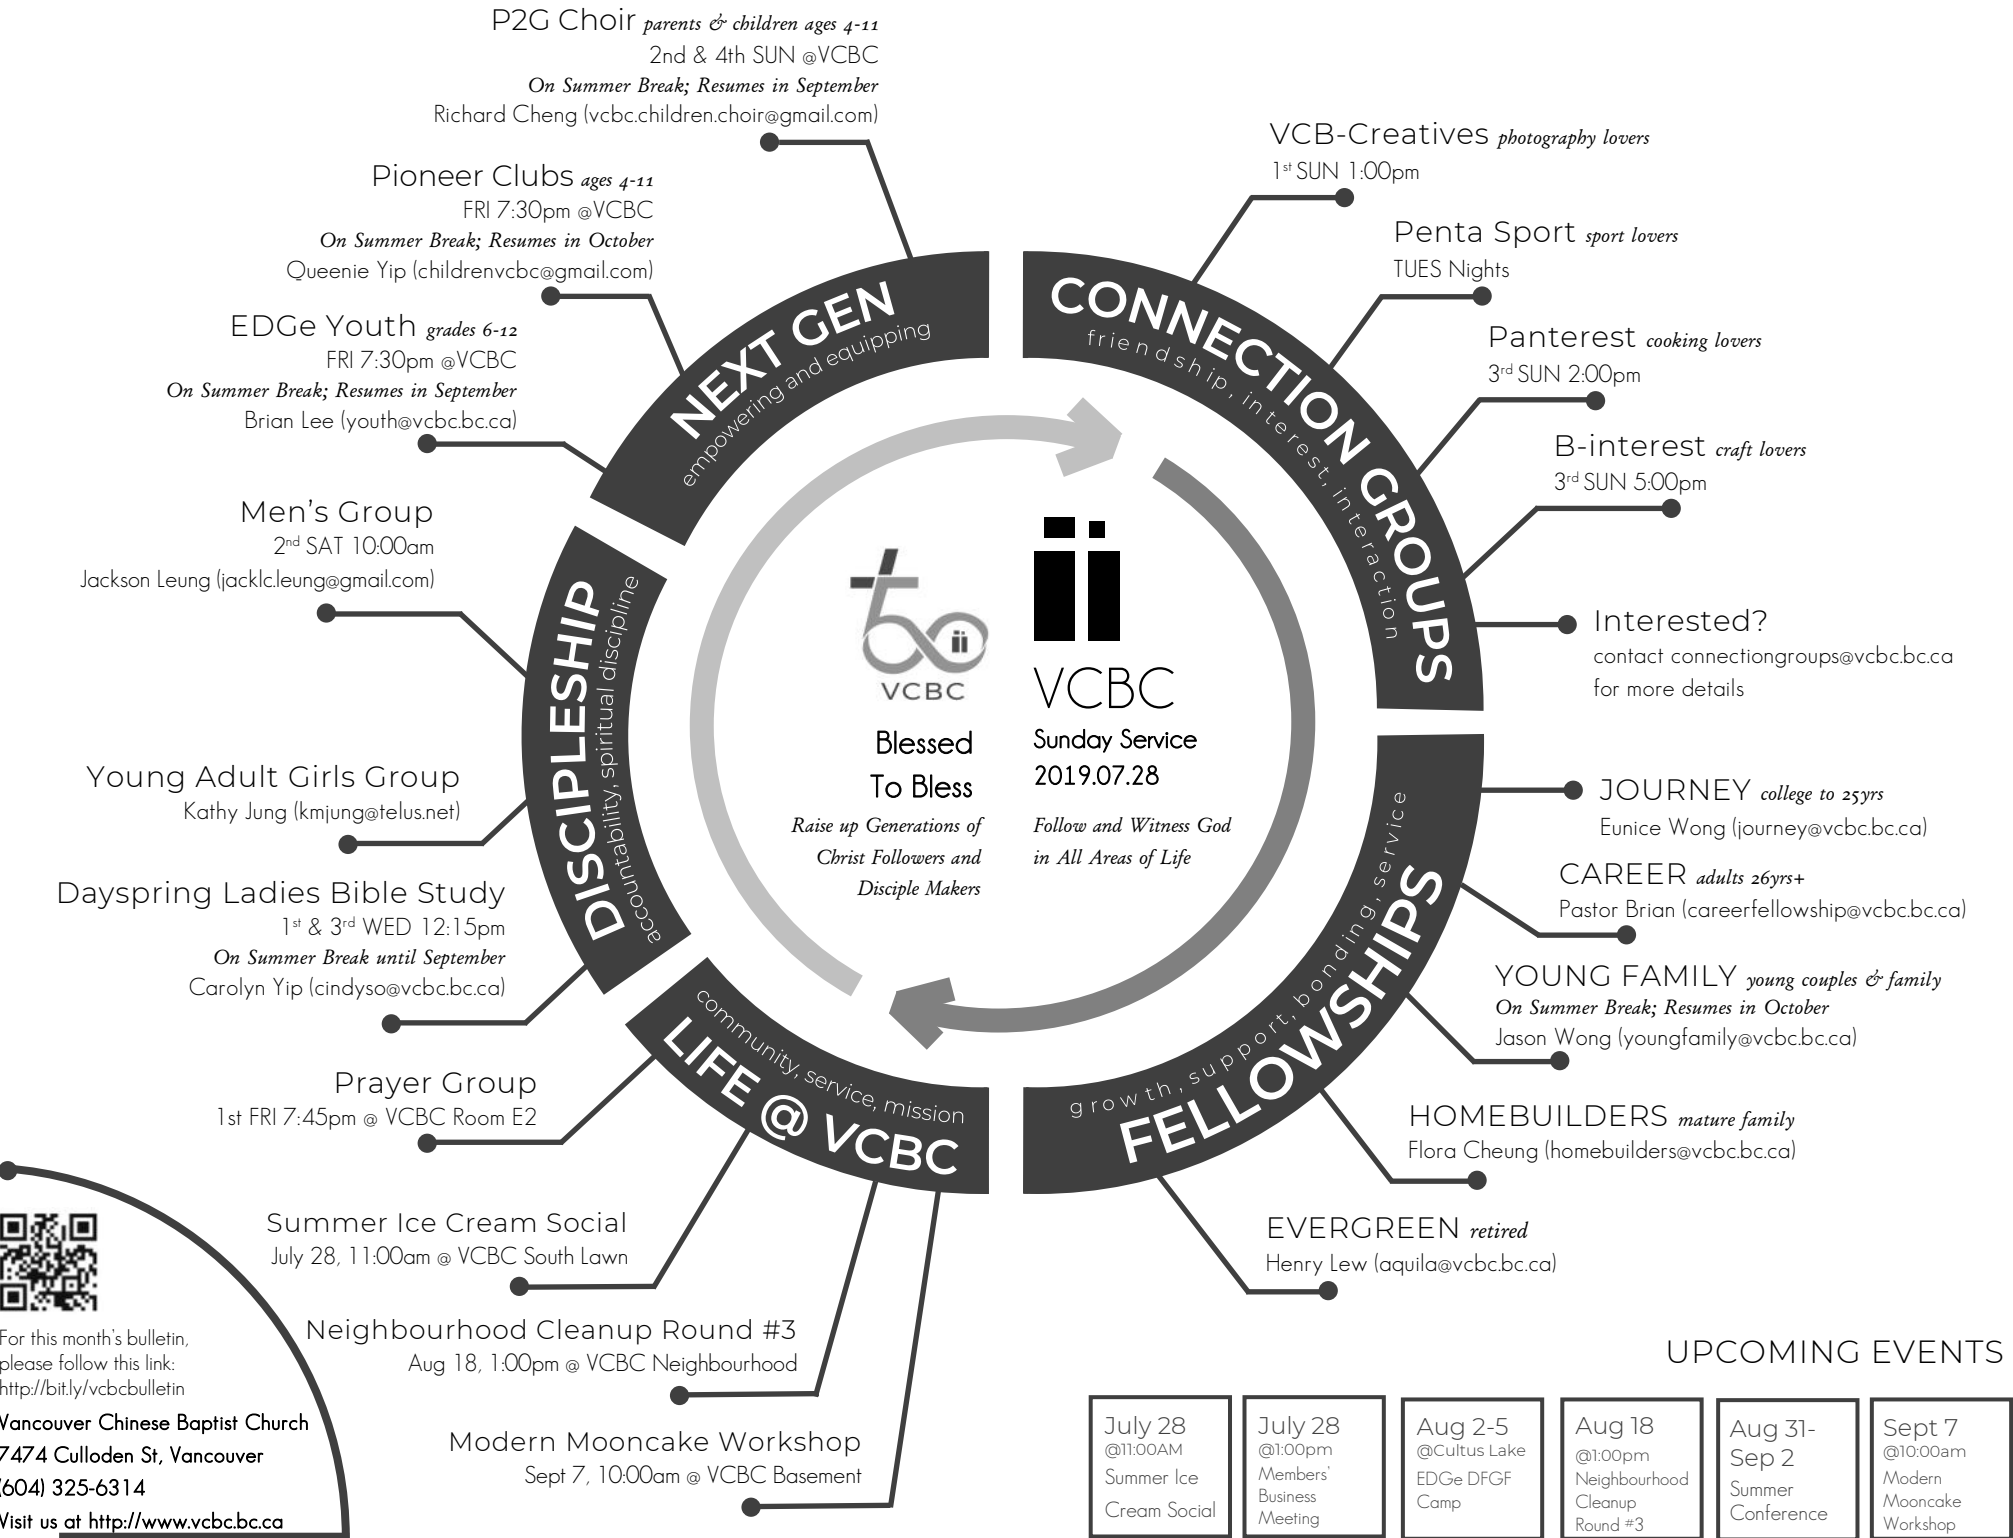 P2G Choir parents & children ages 4-11
2nd & 4th SUN @VCBC
On Summer Break; Resumes in September
Richard Cheng (vcbc.children.choir@gmail.com)
Pioneer Clubs ages 4-11
FRI 7:30pm @VCBC
On Summer Break; Resumes in October
Queenie Yip (childrenvcbc@gmail.com)
EDGe Youth grades 6-12
FRI 7:30pm @VCBC
On Summer Break; Resumes in September
Brian Lee (youth@vcbc.bc.ca)
NEXT GEN
empowering and equipping
Men's Group
2nd SAT 10:00am
Jackson Leung (jacklc.leung@gmail.com)
Young Adult Girls Group
Kathy Jung (kmjung@telus.net)
Dayspring Ladies Bible Study
1st & 3rd WED 12:15pm
On Summer Break until September
Carolyn Yip (cindyso@vcbc.bc.ca)
DISCIPLESHIP
accountability, spiritual discipline
Prayer Group
1st FRI 7:45pm @ VCBC Room E2
Summer Ice Cream Social
July 28, 11:00am @ VCBC South Lawn
Neighbourhood Cleanup Round #3
Aug 18, 1:00pm @ VCBC Neighbourhood
Modern Mooncake Workshop
Sept 7, 10:00am @ VCBC Basement
community, service, mission
LIFE @ VCBC
VCBC
Blessed
To Bless
Raise up Generations of
Christ Followers and
Disciple Makers
VCBC
Sunday Service
2019.07.28
Follow and Witness God
in All Areas of Life
CONNECTION GROUPS
friendship, interest, interaction
VCB-Creatives photography lovers
1st SUN 1:00pm
Penta Sport sport lovers
TUES Nights
Panterest cooking lovers
3rd SUN 2:00pm
B-interest craft lovers
3rd SUN 5:00pm
Interested?
contact connectiongroups@vcbc.bc.ca
for more details
growth, support, bonding, service
FELLOWSHIPS
JOURNEY college to 25yrs
Eunice Wong (journey@vcbc.bc.ca)
CAREER adults 26yrs+
Pastor Brian (careerfellowship@vcbc.bc.ca)
YOUNG FAMILY young couples & family
On Summer Break; Resumes in October
Jason Wong (youngfamily@vcbc.bc.ca)
HOMEBUILDERS mature family
Flora Cheung (homebuilders@vcbc.bc.ca)
EVERGREEN retired
Henry Lew (aquila@vcbc.bc.ca)
For this month's bulletin,
please follow this link:
http://bit.ly/vcbcbulletin
Vancouver Chinese Baptist Church
7474 Culloden St, Vancouver
(604) 325-6314
Visit us at http://www.vcbc.bc.ca
UPCOMING EVENTS
July 28
@11:00AM
Summer Ice
Cream Social
July 28
@1:00pm
Members'
Business
Meeting
Aug 2-5
@Cultus Lake
EDGe DFGF
Camp
Aug 18
@1:00pm
Neighbourhood
Cleanup
Round #3
Aug 31-
Sep 2
Summer
Conference
Sept 7
@10:00am
Modern
Mooncake
Workshop